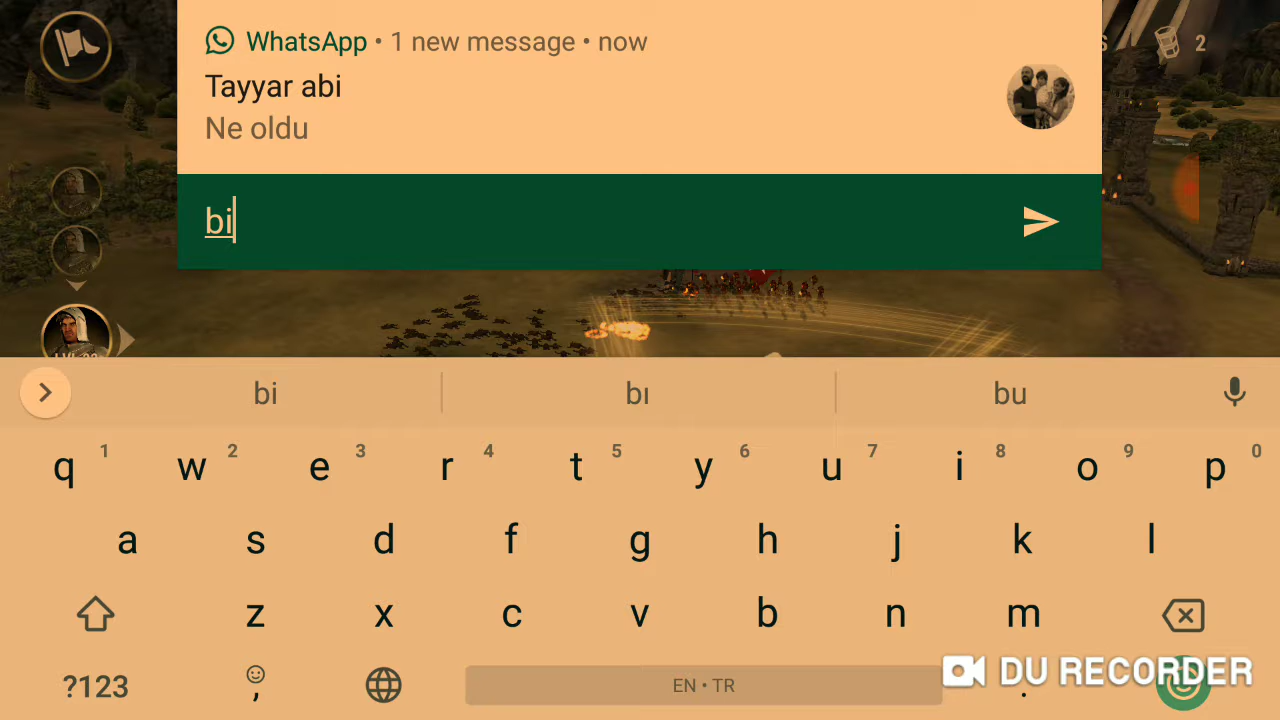 WhatsApp • 1 new message • now
2
Tayyar abi
Ne oldu
bi
bi bı bu
q 1 w 2 e 3 r 4 t 5 y 6 u 7 i 8 o 9 p 0
a s d f g h j k l
z x c v b n m
?123 , EN • TR .
DU RECORDER